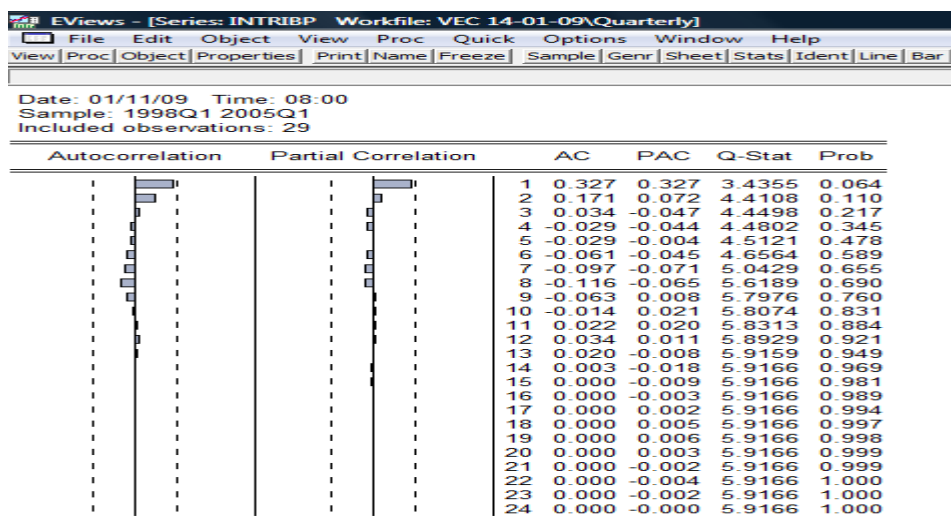 EViews - [Series: INTRIBP Workfile: VEC 14-01-09\Quarterly]
File Edit Object View Proc Quick Options Window Help
View Proc Object Properties Print Name Freeze Sample Genr Sheet Stats Ident Line Bar
Date: 01/11/09 Time: 08:00
Sample: 1998Q1 2005Q1
Included observations: 29
Autocorrelation Partial Correlation AC PAC Q-Stat Prob
1 0.327 0.327 3.4355 0.064
2 0.171 0.072 4.4108 0.110
3 0.034 -0.047 4.4498 0.217
4 -0.029 -0.044 4.4802 0.345
5 -0.029 -0.004 4.5121 0.478
6 -0.061 -0.045 4.6564 0.589
7 -0.097 -0.071 5.0429 0.655
8 -0.116 -0.065 5.6189 0.690
9 -0.063 0.008 5.7976 0.760
10 -0.014 0.021 5.8074 0.831
11 0.022 0.020 5.8313 0.884
12 0.034 0.011 5.8929 0.921
13 0.020 -0.008 5.9159 0.949
14 0.003 -0.018 5.9166 0.969
15 0.000 -0.009 5.9166 0.981
16 0.000 -0.003 5.9166 0.989
17 0.000 0.002 5.9166 0.994
18 0.000 0.005 5.9166 0.997
19 0.000 0.006 5.9166 0.998
20 0.000 0.003 5.9166 0.999
21 0.000 -0.002 5.9166 0.999
22 0.000 -0.004 5.9166 1.000
23 0.000 -0.002 5.9166 1.000
24 0.000 -0.000 5.9166 1.000